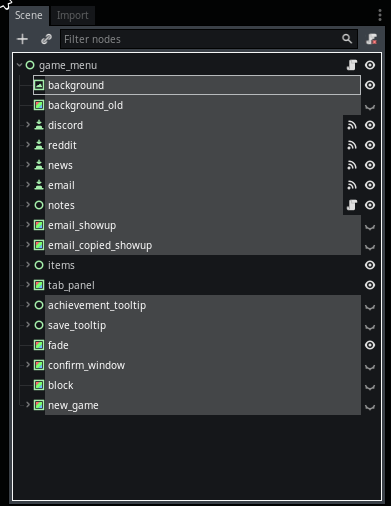 Scene Import
Filter nodes
game_menu
background
background_old
discord
reddit
news
email
notes
email_showup
email_copied_showup
items
tab_panel
achievement_tooltip
save_tooltip
fade
confirm_window
block
new_game